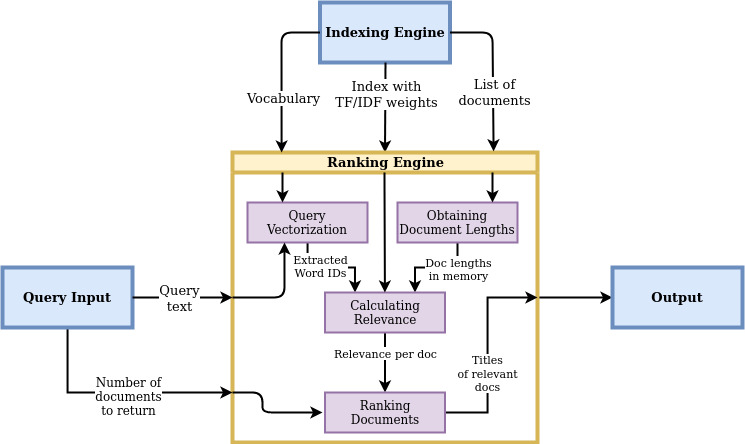 Indexing Engine
Vocabulary
Index with
TF/IDF weights
List of
documents
Ranking Engine
Query
Vectorization
Obtaining
Document Lengths
Extracted
Word IDs
Doc lengths
in memory
Query Input
Query
text
Calculating
Relevance
Output
Relevance per doc
Titles
of relevant
docs
Number of
documents
to return
Ranking
Documents